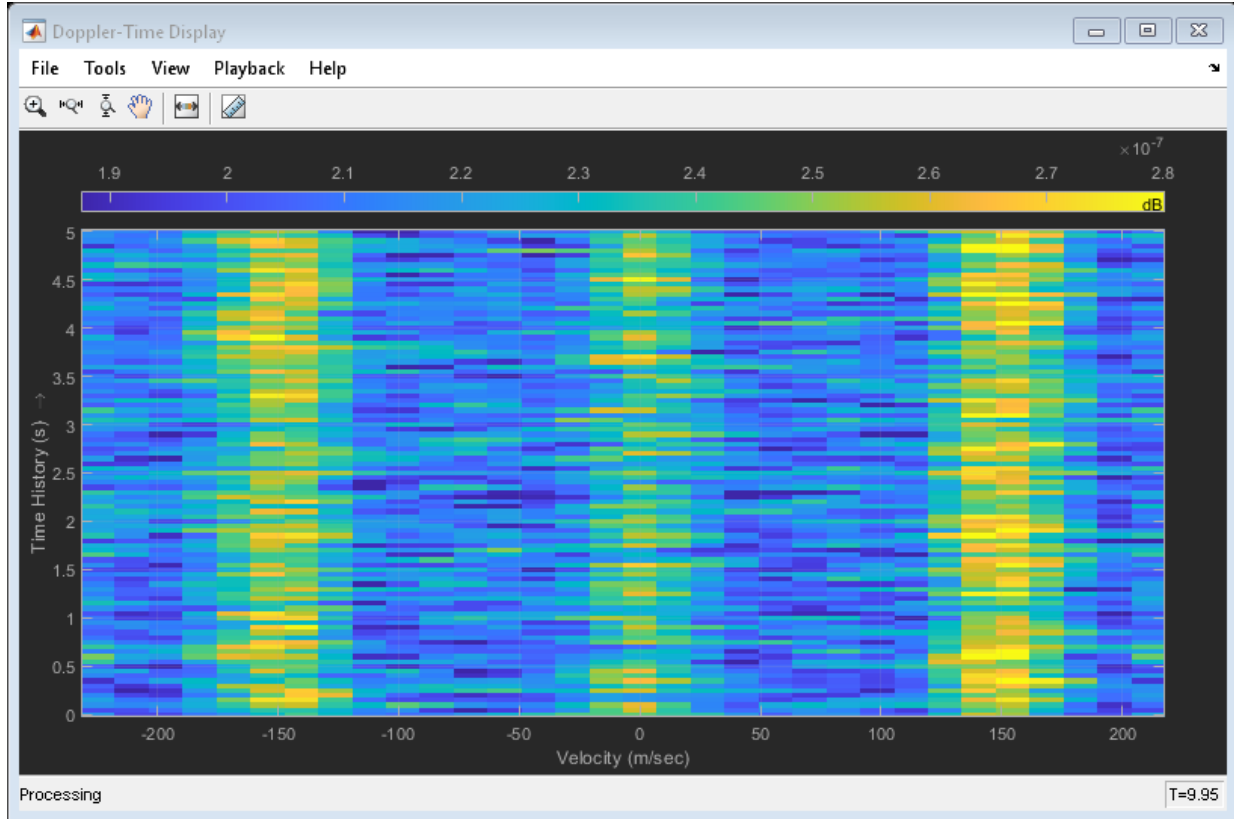 Doppler-Time Display
File Tools View Playback Help
×10⁻⁷
1.9 2 2.1 2.2 2.3 2.4 2.5 2.6 2.7 2.8
dB
5
4.5
4
3.5
3
2.5
2
1.5
1
0.5
0
Time History (s) →
-200 -150 -100 -50 0 50 100 150 200
Velocity (m/sec)
Processing T=9.95